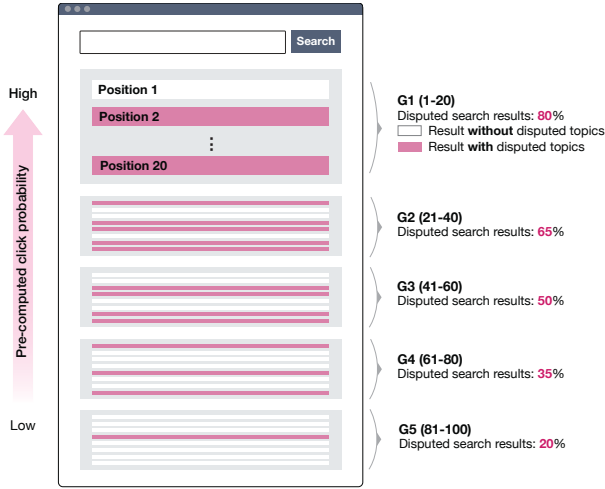 Search
High
Pre-computed click probability
Low
Position 1
Position 2
Position 20
G1 (1-20)
Disputed search results: 80%
Result without disputed topics
Result with disputed topics
G2 (21-40)
Disputed search results: 65%
G3 (41-60)
Disputed search results: 50%
G4 (61-80)
Disputed search results: 35%
G5 (81-100)
Disputed search results: 20%